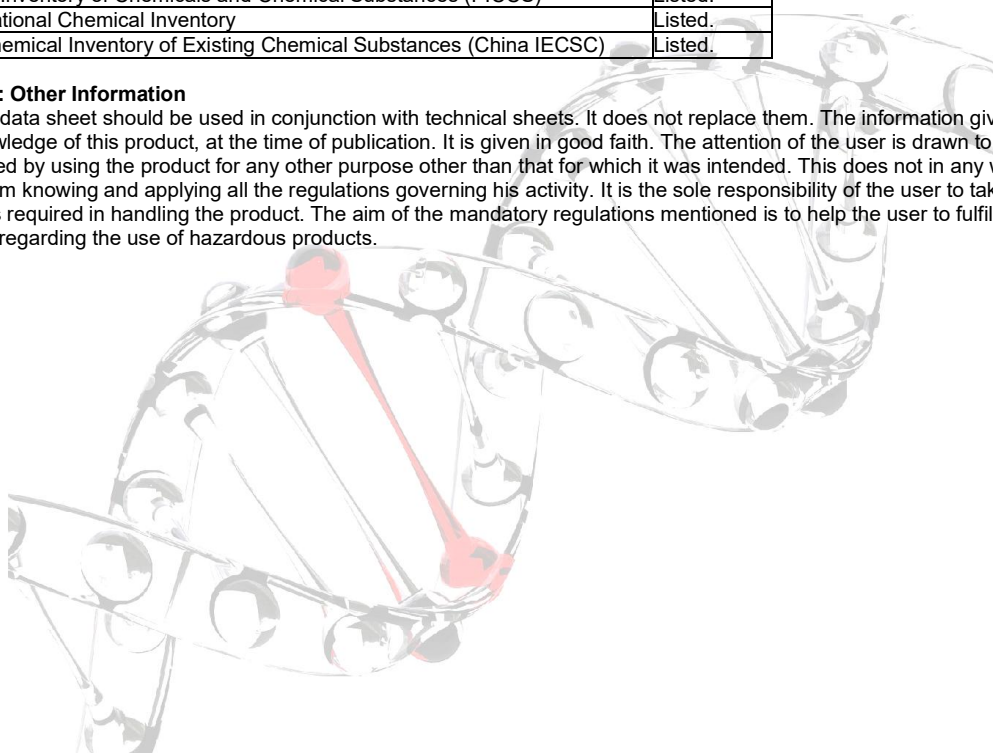 Inventory of Chemicals and Chemical Substances (PICCS) Listed.
ational Chemical Inventory Listed.
hemical Inventory of Existing Chemical Substances (China IECSC) Listed.
: Other Information
data sheet should be used in conjunction with technical sheets. It does not replace them. The information giv
wledge of this product, at the time of publication. It is given in good faith. The attention of the user is drawn to
ed by using the product for any other purpose other than that for which it was intended. This does not in any w
m knowing and applying all the regulations governing his activity. It is the sole responsibility of the user to tak
s required in handling the product. The aim of the mandatory regulations mentioned is to help the user to fulfil
regarding the use of hazardous products.